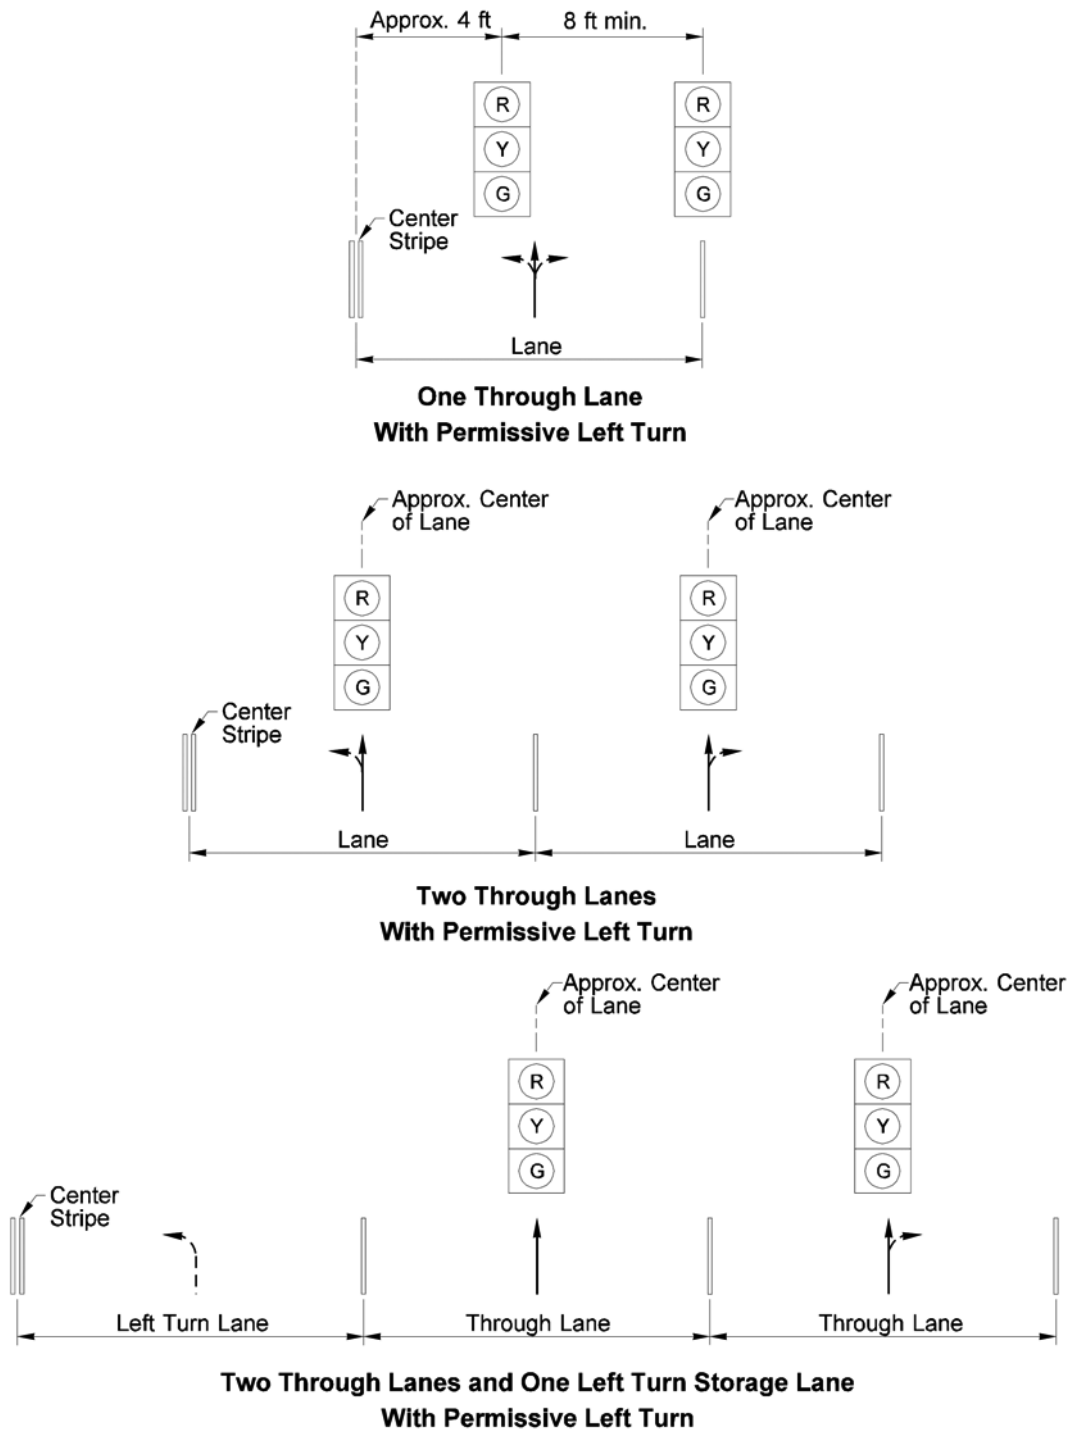 Approx. 4 ft
8 ft min.
R
R
Y
Y
G
G
Center
Stripe
Lane
One Through Lane
With Permissive Left Turn
Approx. Center
of Lane
Approx. Center
of Lane
R
R
Y
Y
G
G
Center
Stripe
Lane
Lane
Two Through Lanes
With Permissive Left Turn
Approx. Center
of Lane
Approx. Center
of Lane
R
R
Y
Y
G
G
Center
Stripe
Left Turn Lane
Through Lane
Through Lane
Two Through Lanes and One Left Turn Storage Lane
With Permissive Left Turn